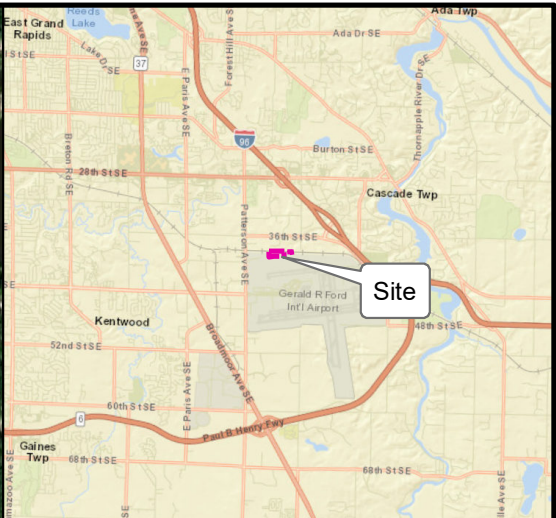 Reeds
Lake
East Grand
Rapids
Ada Twp
Ada Dr SE
Forest Hill Ave S
Lake Dr SE
37
E Paris Ave SE
96
Burton St SE
Thornapple River Dr SE
Breton Rd SE
28th St SE
Cascade Twp
Patterson Ave SE
36th St SE
Site
Gerald R Ford
Int'l Airport
Kentwood
48th St SE
Broadmoor Ave SE
52nd St SE
E Paris Ave SE
60th St SE
6
Paul B Henry Fwy
Gaines
Twp
68th St SE
68th St SE